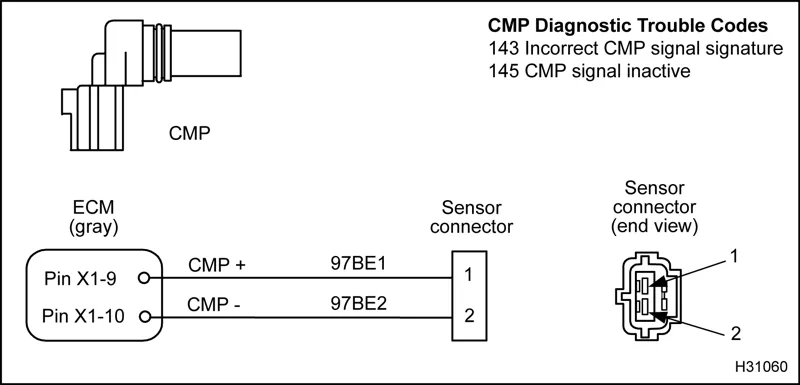 CMP Diagnostic Trouble Codes
143 Incorrect CMP signal signature
145 CMP signal inactive
CMP
ECM
(gray)
Sensor
connector
Sensor
connector
(end view)
Pin X1-9
CMP +
97BE1
1
Pin X1-10
CMP -
97BE2
2
1
2
H31060